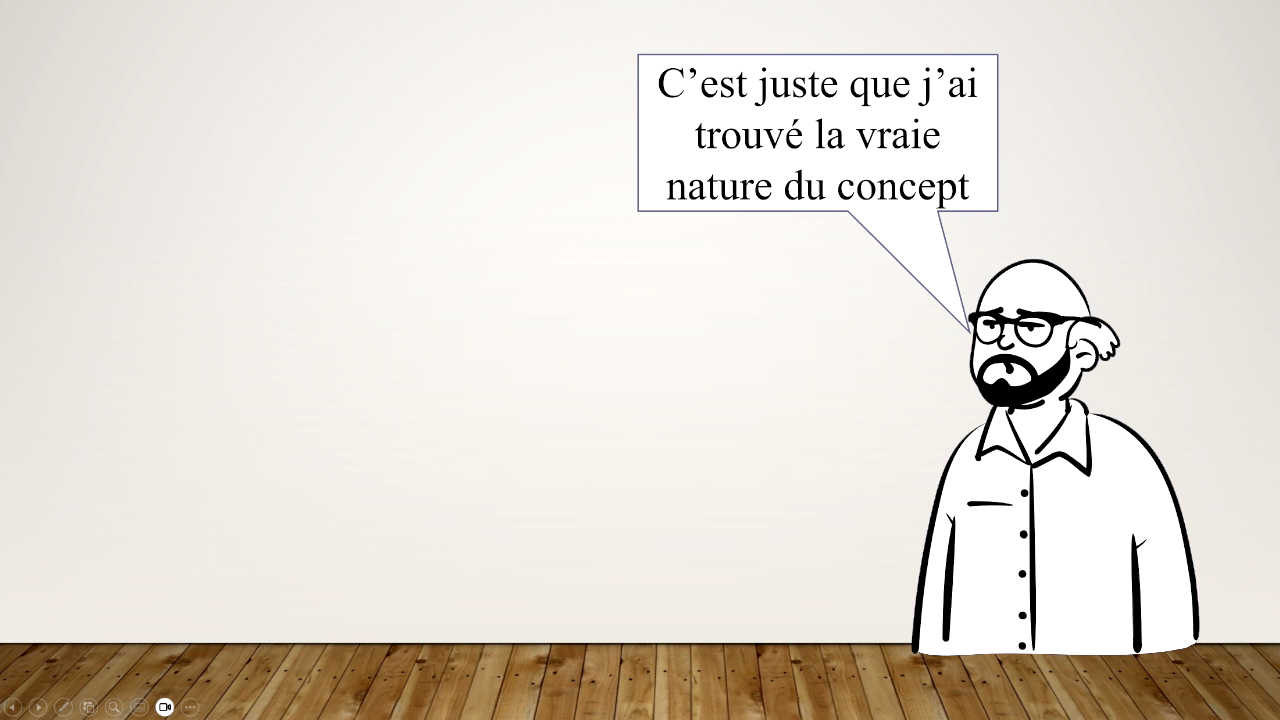 C’est juste que j’ai
trouvé la vraie
nature du concept